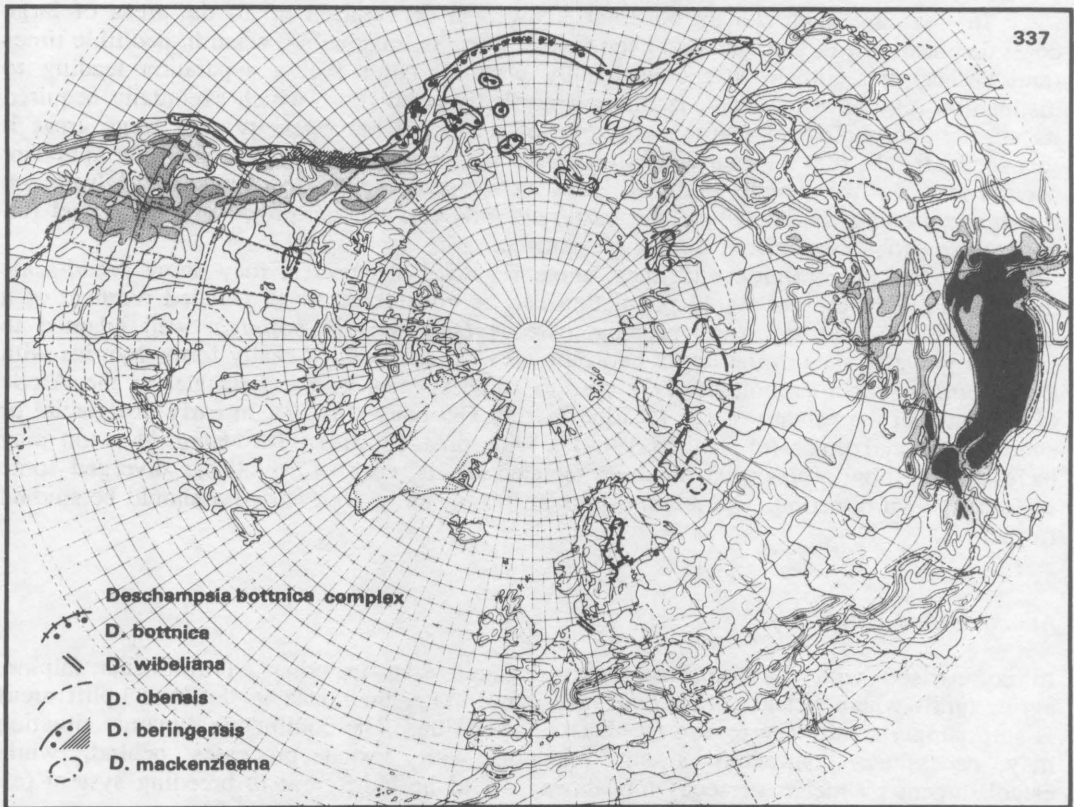 337
Deschampsia bottnica complex
D. bottnica
D. wibeliana
D. obensis
D. beringensis
D. mackenzieana